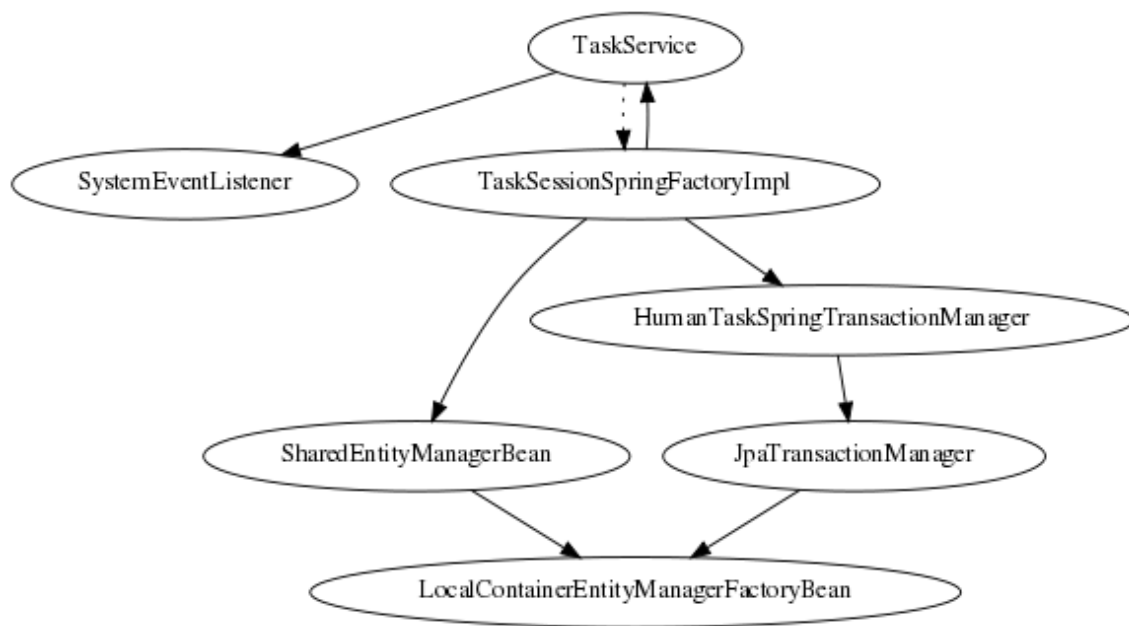 TaskService
SystemEventListener
TaskSessionSpringFactoryImpl
HumanTaskSpringTransactionManager
SharedEntityManagerBean
JpaTransactionManager
LocalContainerEntityManagerFactoryBean